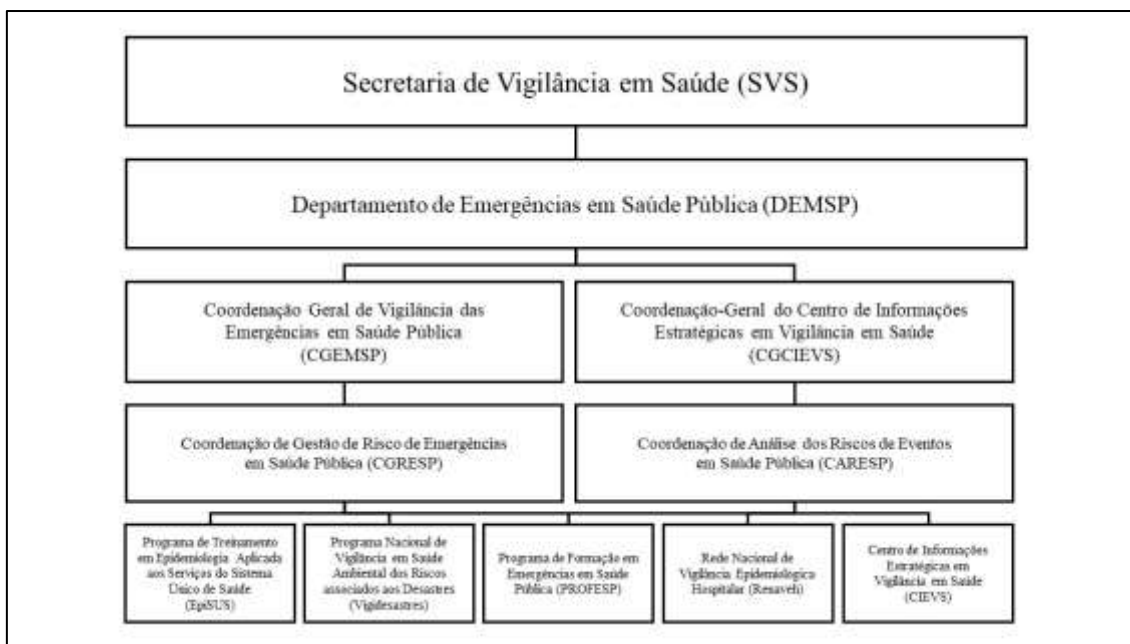 Secretaria de Vigilância em Saúde (SVS)
Departamento de Emergências em Saúde Pública (DEMSP)
Coordenação Geral de Vigilância das
Emergências em Saúde Pública
(CGEMSP)
Coordenação-Geral do Centro de Informações
Estratégicas em Vigilância em Saúde
(CGCIEVS)
Coordenação de Gestão de Risco de Emergências
em Saúde Pública (CGRESP)
Coordenação de Análise dos Riscos de Eventos
em Saúde Pública (CARESP)
Programa de Treinamento
em Epidemiologia Aplicada
aos Serviços do Sistema
Único de Saúde
(EpiSUS)
Programa Nacional de
Vigilância em Saúde
Ambiental dos Riscos
associados aos Desastres
(Vigidesastres)
Programa de Formação em
Emergências em Saúde
Pública (PROFESP)
Rede Nacional de
Vigilância Epidemiológica
Hospitalar (Renaveh)
Centro de Informações
Estratégicas em
Vigilância em Saúde
(CIEVS)